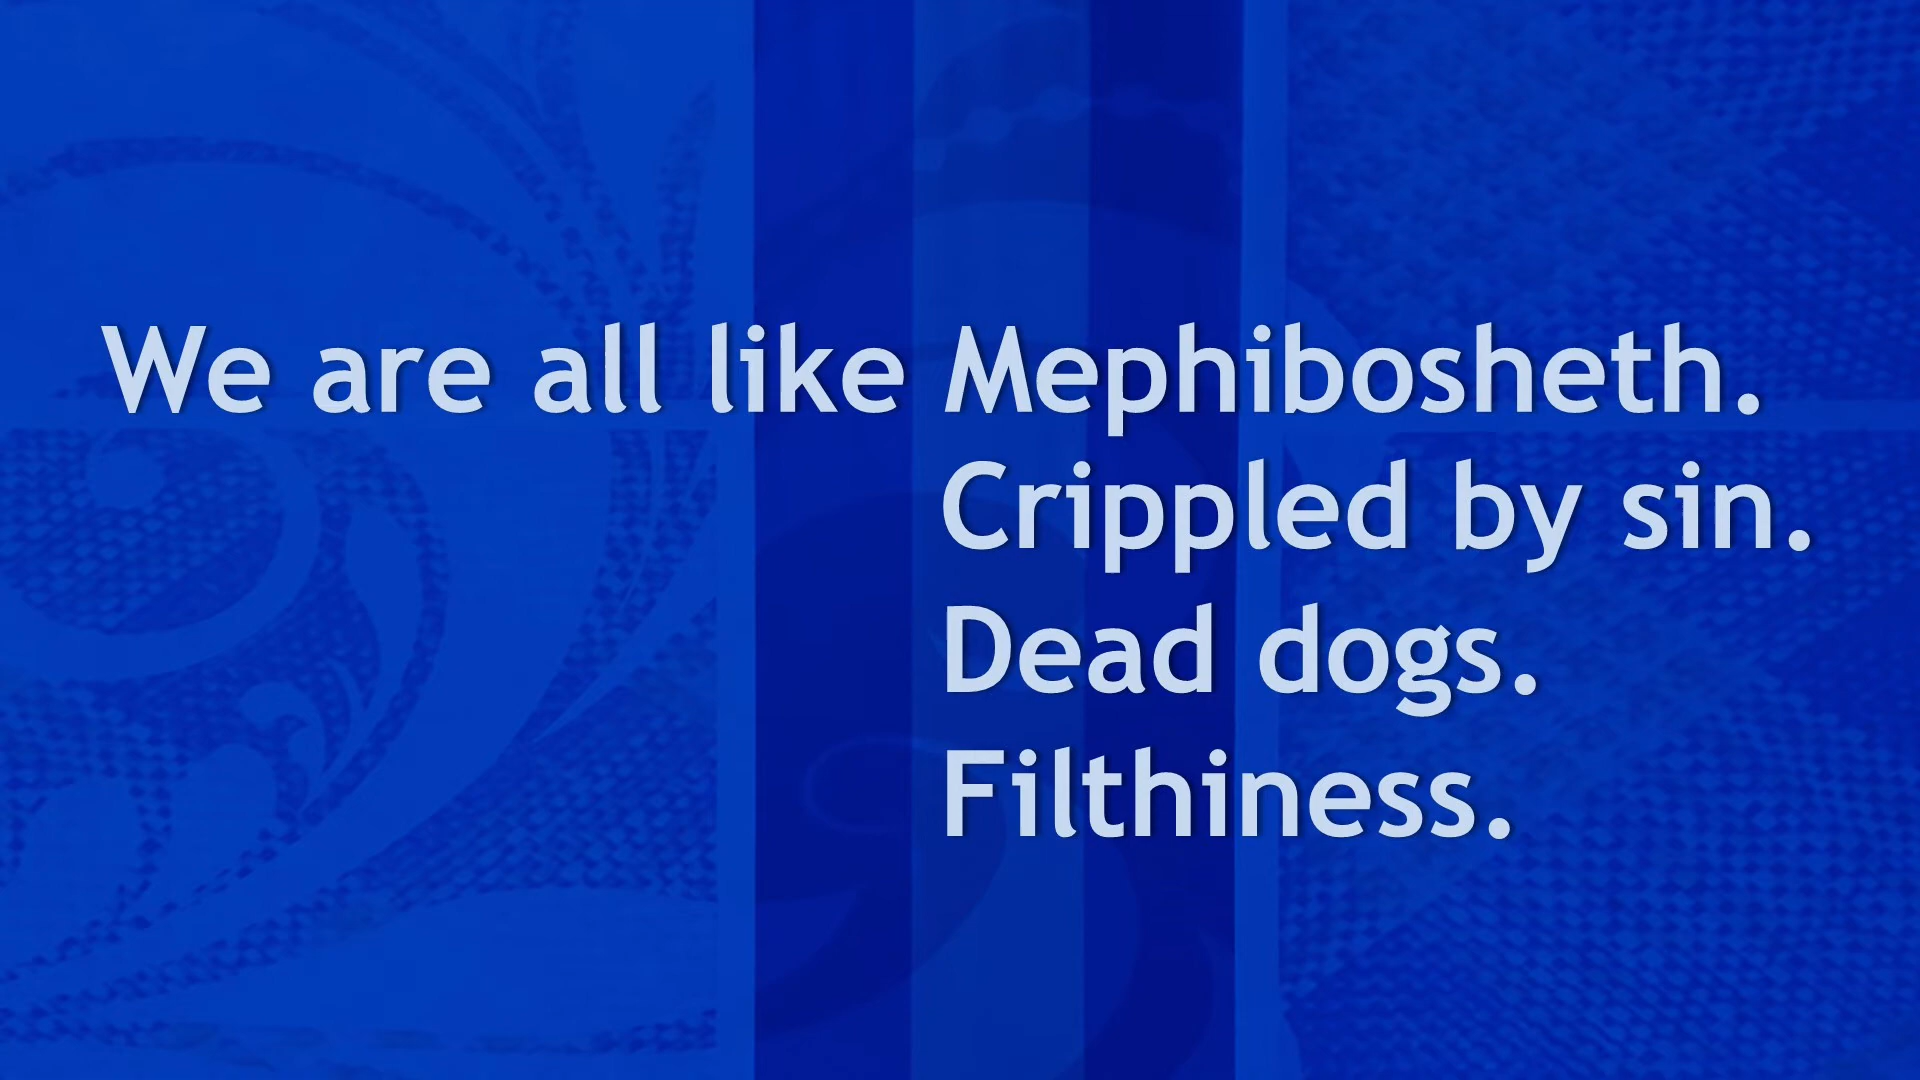 We are all like Mephibosheth.
Crippled by sin.
Dead dogs.
Filthiness.